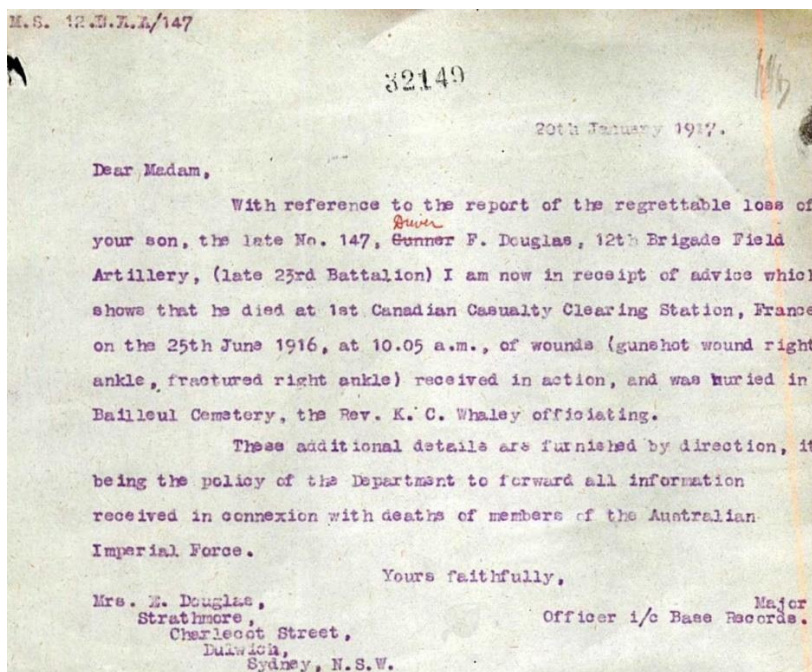 M.S. 12.B.A.A/147
32149
20th January 1917.
Dear Madam,
With reference to the report of the regrettable loss of
Driver
your son, the late No. 147, Gunner F. Douglas, 12th Brigade Field
Artillery, (late 23rd Battalion) I am now in receipt of advice which
shows that he died at 1st Canadian Casualty Clearing Station, France
on the 25th June 1916, at 10.05 a.m., of wounds (gunshot wound right
ankle, fractured right ankle) received in action, and was buried in
Bailleul Cemetery, the Rev. K. C. Whaley officiating.
These additional details are furnished by direction, it
being the policy of the Department to forward all information
received in connexion with deaths of members of the Australian
Imperial Force.
Yours faithfully,
Mrs. E. Douglas,
Major
Strathmore,
Officer i/c Base Records.
Charlecot Street,
Dulwich,
Sydney, N.S.W.